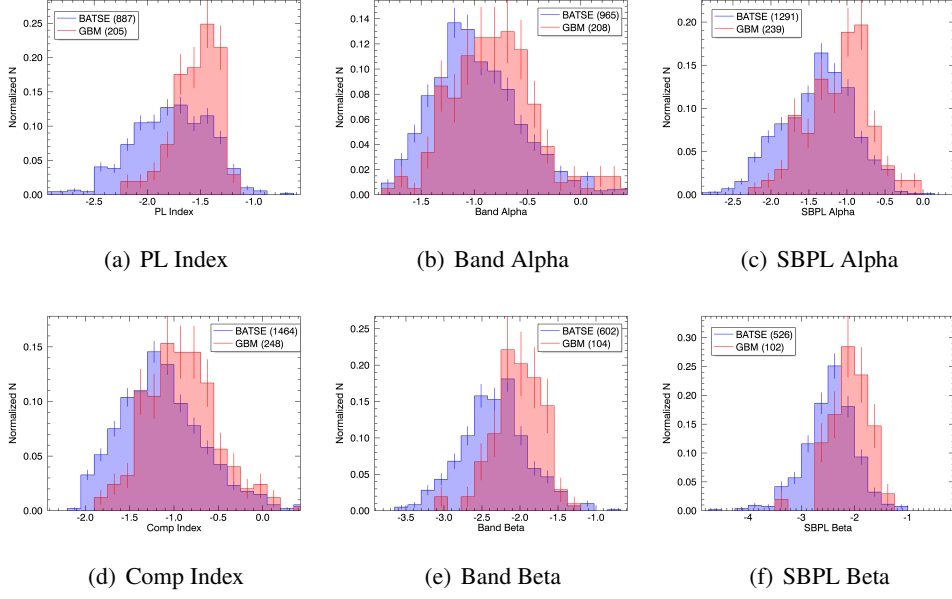 BATSE (887)
GBM (205)
Normalized N
0.25
0.20
0.15
0.10
0.05
0.00
-2.5 -2.0 -1.5 -1.0
PL Index
(a) PL Index
BATSE (965)
GBM (208)
Normalized N
0.14
0.12
0.10
0.08
0.06
0.04
0.02
0.00
-1.5 -1.0 -0.5 0.0
Band Alpha
(b) Band Alpha
BATSE (1291)
GBM (239)
Normalized N
0.20
0.15
0.10
0.05
0.00
-2.5 -2.0 -1.5 -1.0 -0.5 0.0
SBPL Alpha
(c) SBPL Alpha
BATSE (1464)
GBM (248)
Normalized N
0.15
0.10
0.05
0.00
-2.0 -1.5 -1.0 -0.5 0.0
Comp Index
(d) Comp Index
BATSE (602)
GBM (104)
Normalized N
0.25
0.20
0.15
0.10
0.05
0.00
-3.5 -3.0 -2.5 -2.0 -1.5 -1.0
Band Beta
(e) Band Beta
BATSE (526)
GBM (102)
Normalized N
0.30
0.20
0.10
0.00
-4 -3 -2 -1
SBPL Beta
(f) SBPL Beta